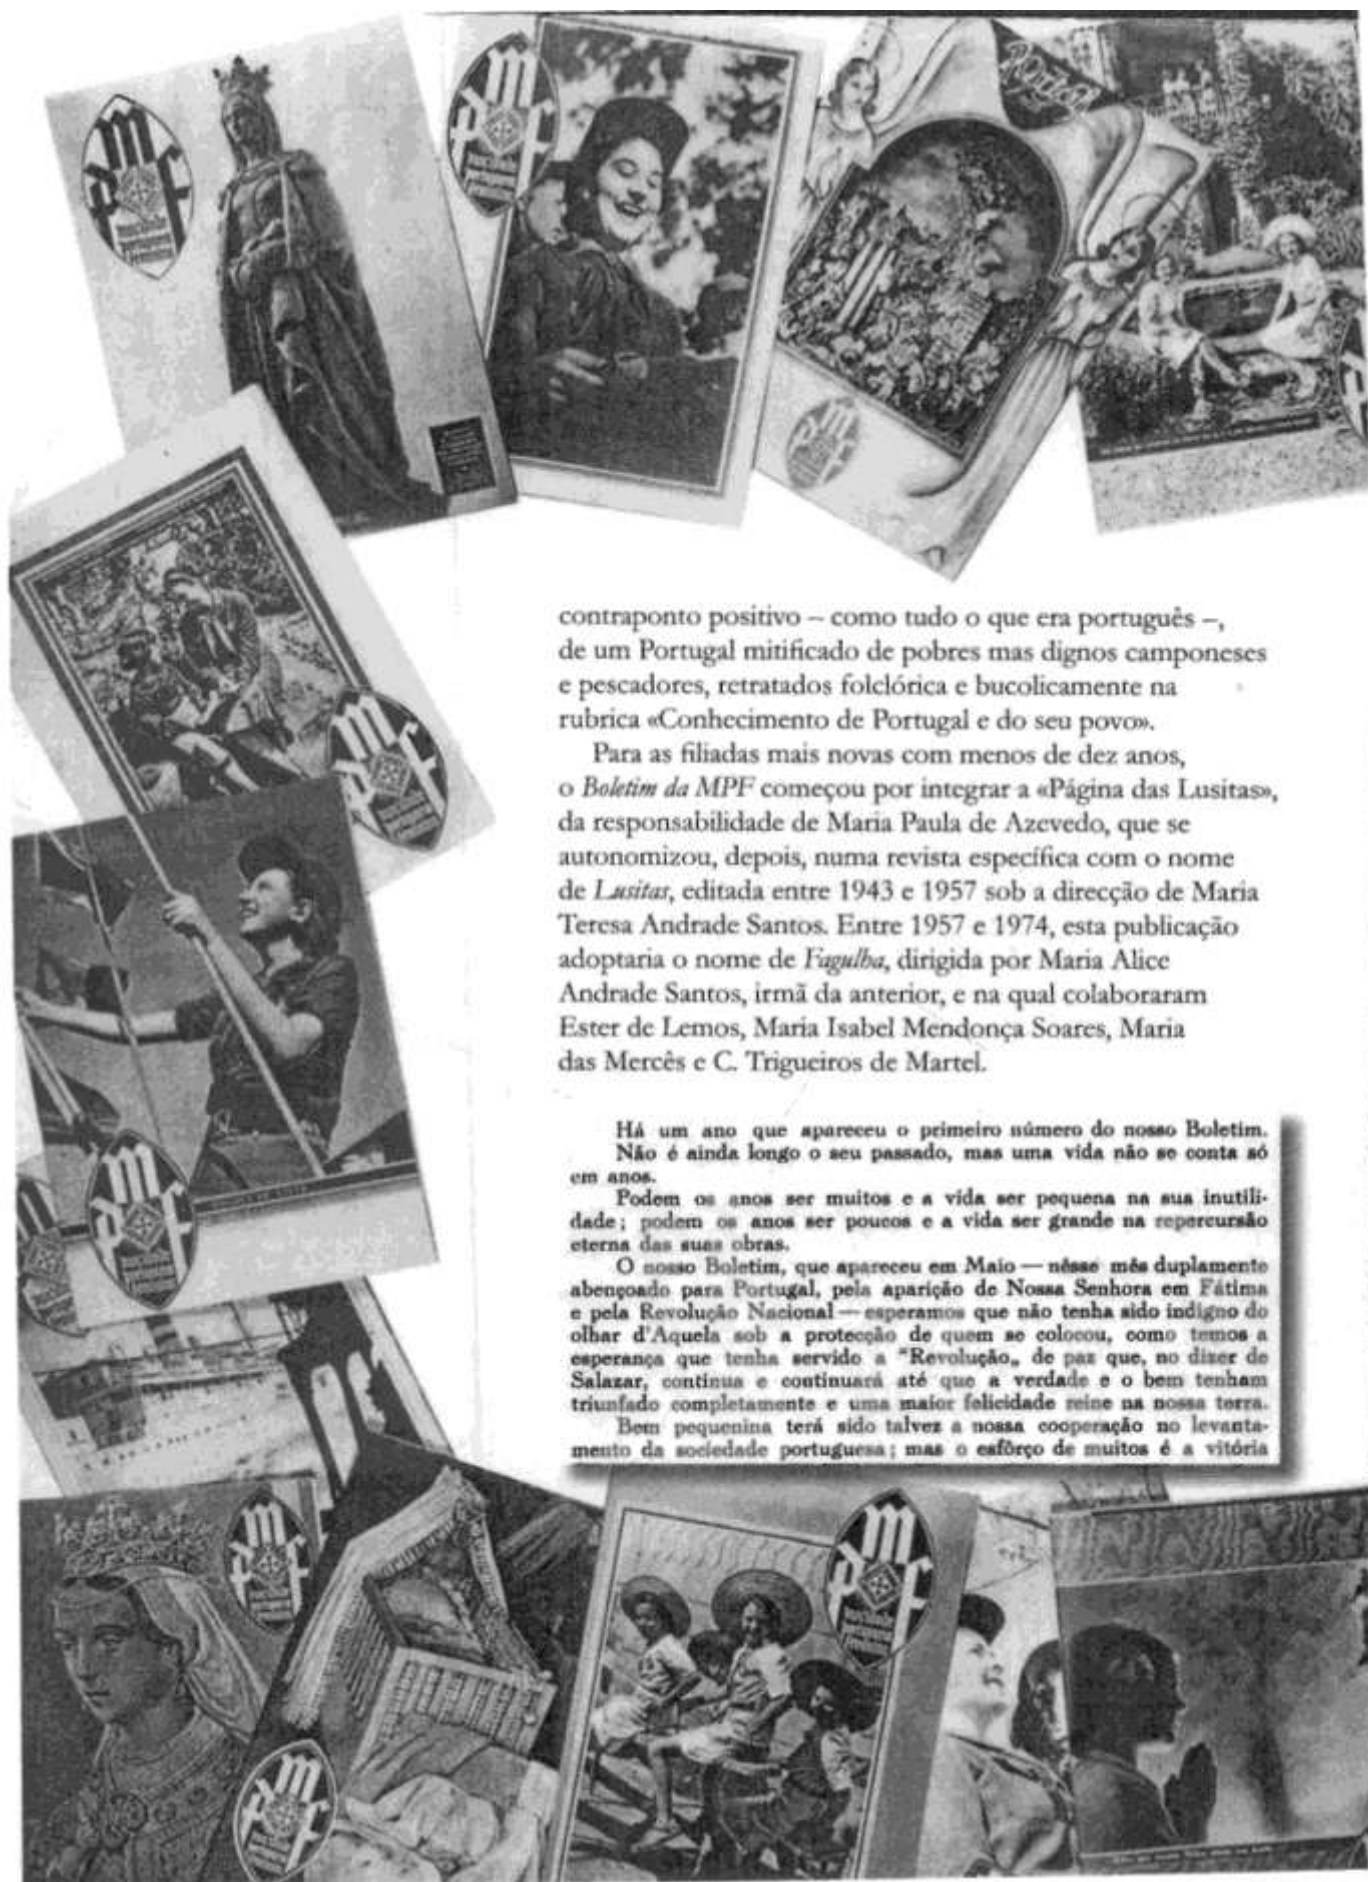 contraponto positivo – como tudo o que era português –,
de um Portugal mitificado de pobres mas dignos camponeses
e pescadores, retratados folclórica e bucolicamente na
rubrica «Conhecimento de Portugal e do seu povo».
Para as filiadas mais novas com menos de dez anos,
o Boletim da MPF começou por integrar a «Página das Lusitas»,
da responsabilidade de Maria Paula de Azevedo, que se
autonomizou, depois, numa revista específica com o nome
de Lusitas, editada entre 1943 e 1957 sob a direcção de Maria
Teresa Andrade Santos. Entre 1957 e 1974, esta publicação
adoptaria o nome de Fagulha, dirigida por Maria Alice
Andrade Santos, irmã da anterior, e na qual colaboraram
Ester de Lemos, Maria Isabel Mendonça Soares, Maria
das Mercês e C. Trigueiros de Martel.
Há um ano que apareceu o primeiro número do nosso Boletim.
Não é ainda longo o seu passado, mas uma vida não se conta só
em anos.
Podem os anos ser muitos e a vida ser pequena na sua inutili-
dade; podem os anos ser poucos e a vida ser grande na repercursão
eterna das suas obras.
O nosso Boletim, que apareceu em Maio — nêsse mês duplamente
abençoado para Portugal, pela aparição de Nossa Senhora em Fátima
e pela Revolução Nacional — esperamos que não tenha sido indigno do
olhar d'Aquela sob a protecção de quem se colocou, como temos a
esperança que tenha servido a "Revolução„ de paz que, no dizer de
Salazar, continua e continuará até que a verdade e o bem tenham
triunfado completamente e uma maior felicidade reine na nossa terra.
Bem pequenina terá sido talvez a nossa cooperação no levanta-
mento da sociedade portuguesa; mas o esfôrço de muitos é a vitória